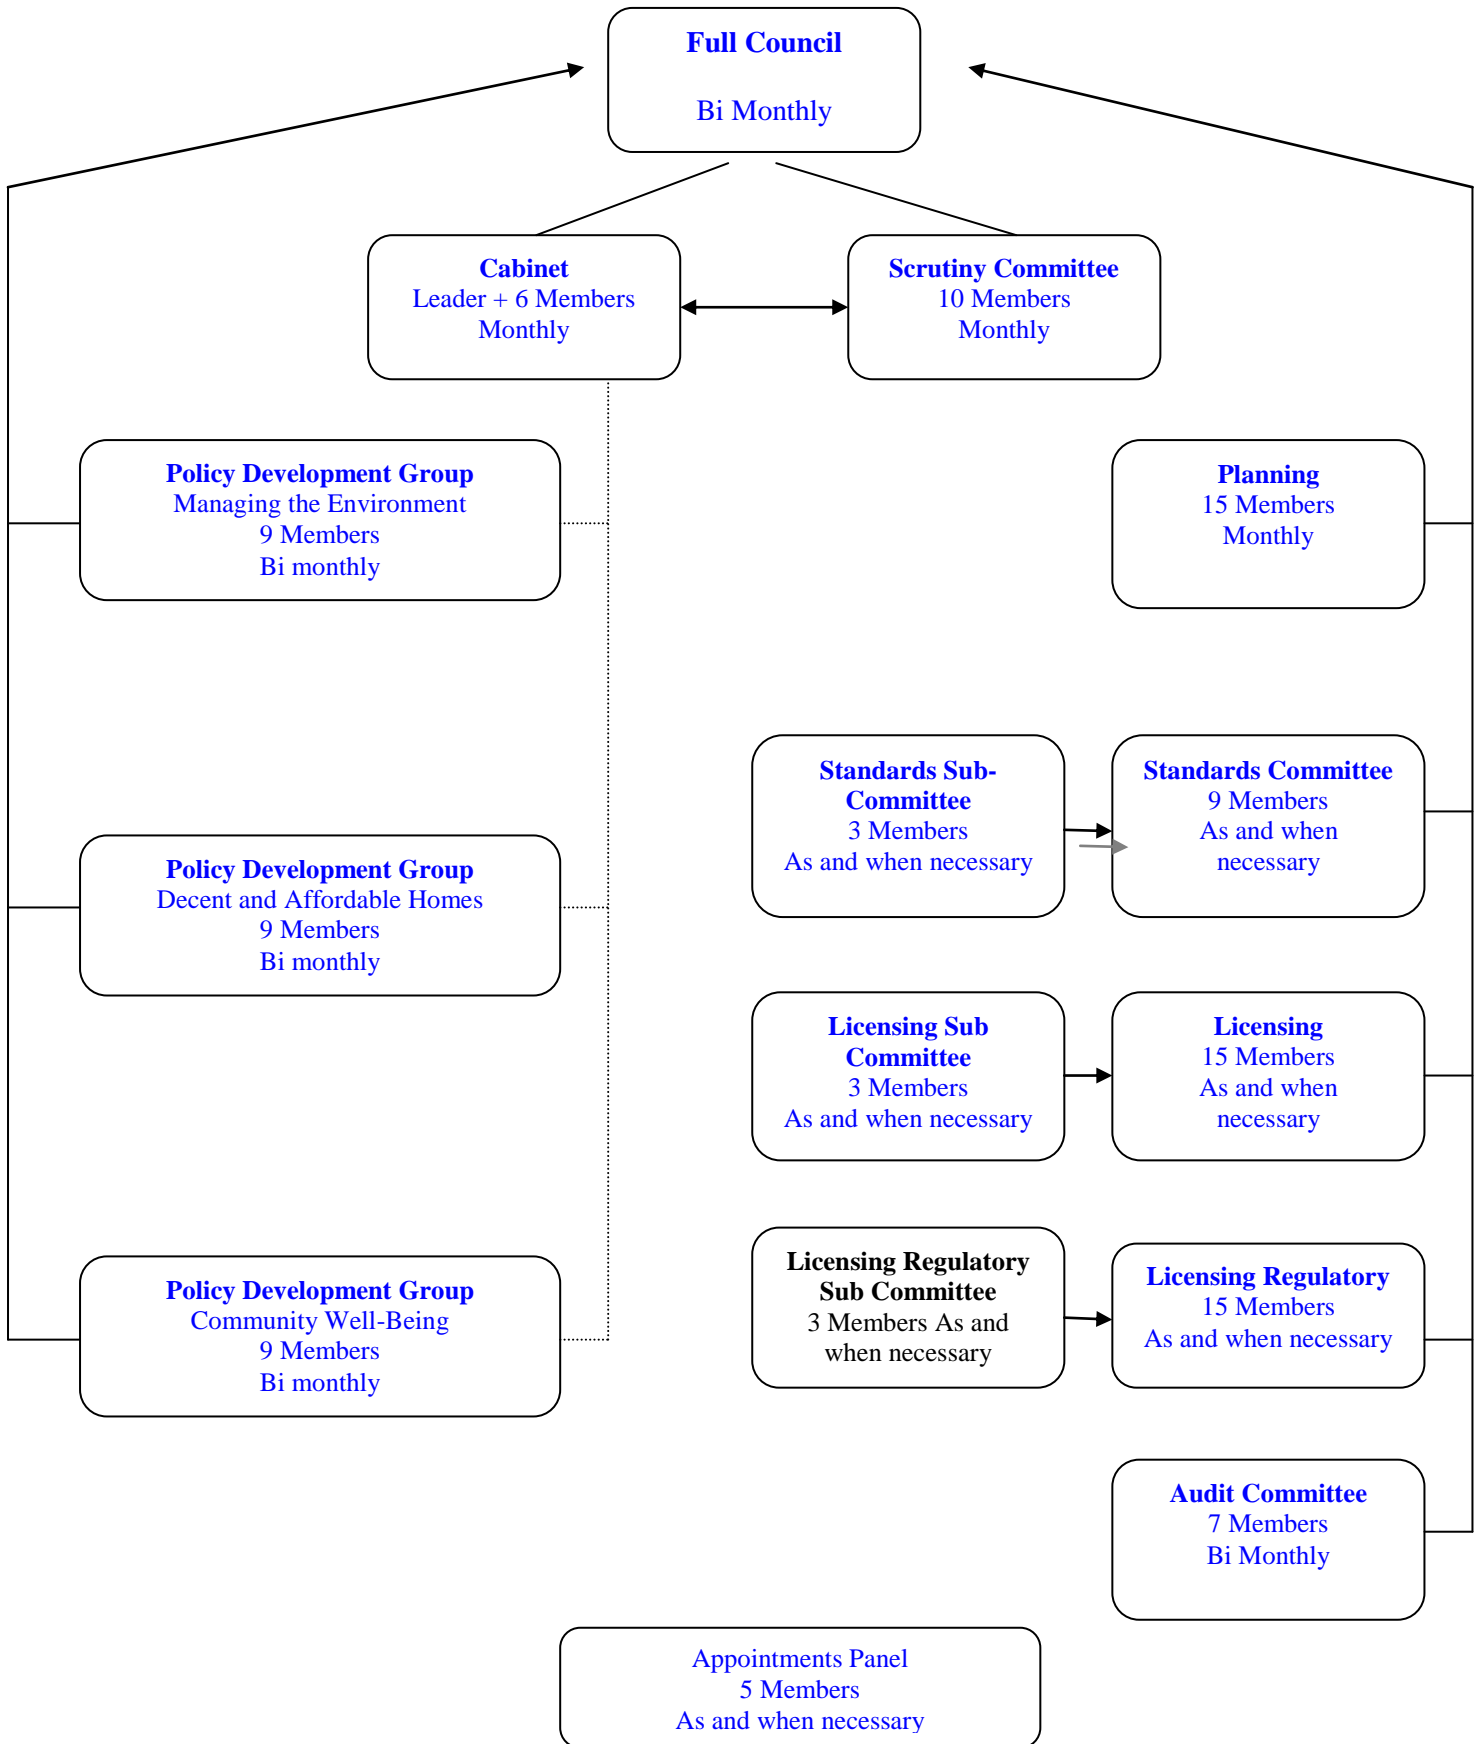 Full Council
Bi Monthly
Cabinet
Leader + 6 Members
Monthly
Scrutiny Committee
10 Members
Monthly
Policy Development Group
Managing the Environment
9 Members
Bi monthly
Planning
15 Members
Monthly
Standards Sub-
Committee
3 Members
As and when necessary
Standards Committee
9 Members
As and when
necessary
Policy Development Group
Decent and Affordable Homes
9 Members
Bi monthly
Licensing Sub
Committee
3 Members
As and when necessary
Licensing
15 Members
As and when
necessary
Policy Development Group
Community Well-Being
9 Members
Bi monthly
Licensing Regulatory
Sub Committee
3 Members As and
when necessary
Licensing Regulatory
15 Members
As and when necessary
Audit Committee
7 Members
Bi Monthly
Appointments Panel
5 Members
As and when necessary